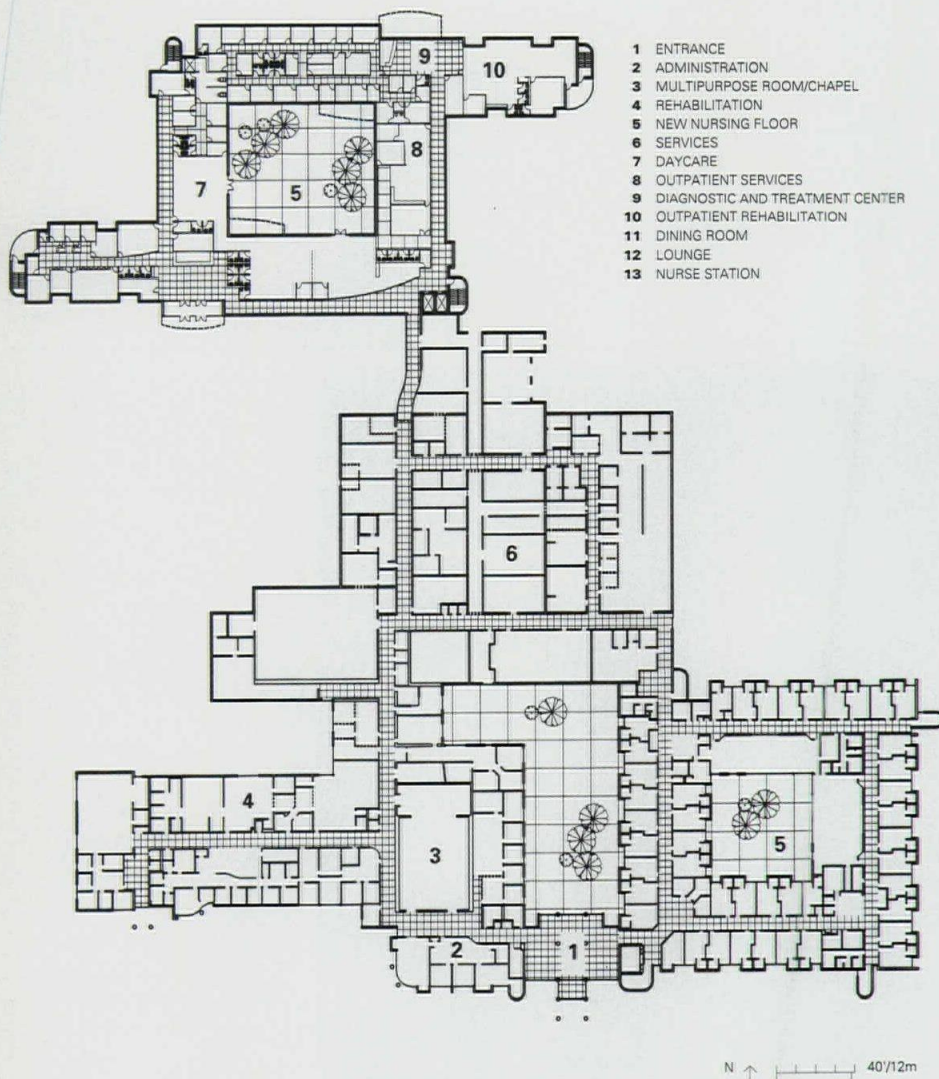 1 ENTRANCE
2 ADMINISTRATION
3 MULTIPURPOSE ROOM/CHAPEL
4 REHABILITATION
5 NEW NURSING FLOOR
6 SERVICES
7 DAYCARE
8 OUTPATIENT SERVICES
9 DIAGNOSTIC AND TREATMENT CENTER
10 OUTPATIENT REHABILITATION
11 DINING ROOM
12 LOUNGE
13 NURSE STATION
9
10
8
7
5
6
4
5
3
2
1
N 40'/12m